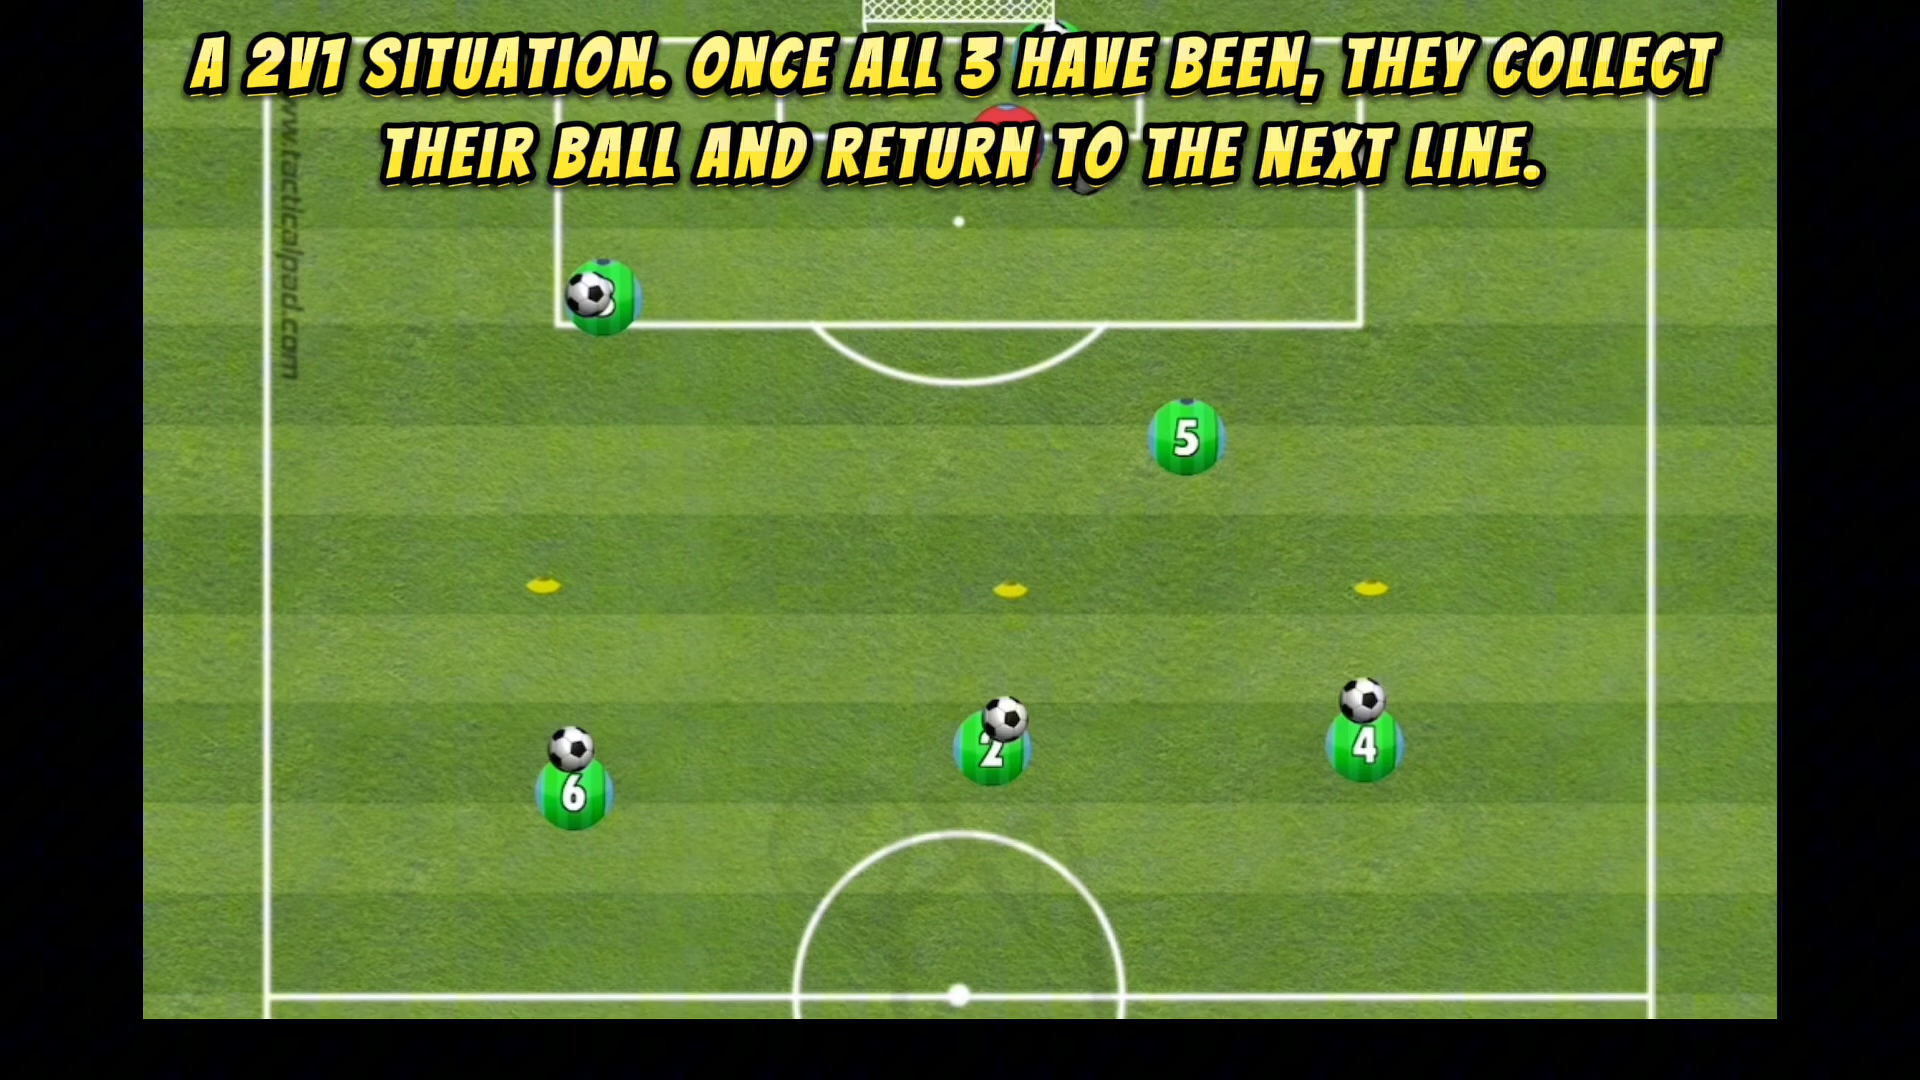 A 2V1 SITUATION. ONCE ALL 3 HAVE BEEN, THEY COLLECT
THEIR BALL AND RETURN TO THE NEXT LINE.
www.tacticalpad.com
5
2
4
6